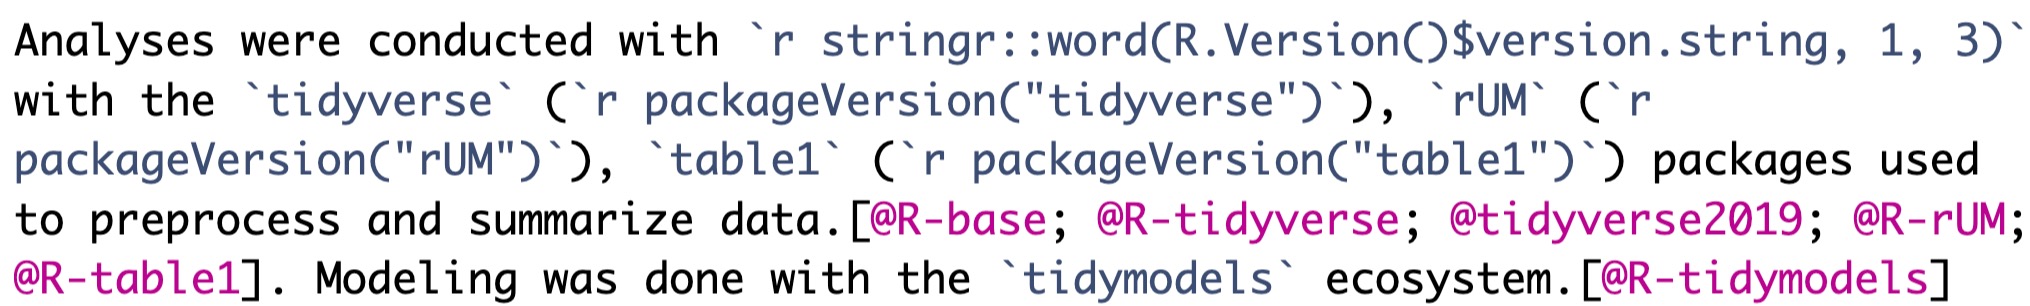 Analyses were conducted with `r stringr::word(R.Version()$version.string, 1, 3)`
with the `tidyverse` (`r packageVersion("tidyverse")`), `rUM` (`r
packageVersion("rUM")`), `table1` (`r packageVersion("table1")`) packages used
to preprocess and summarize data.[@R-base; @R-tidyverse; @tidyverse2019; @R-rUM;
@R-table1]. Modeling was done with the `tidymodels` ecosystem.[@R-tidymodels]